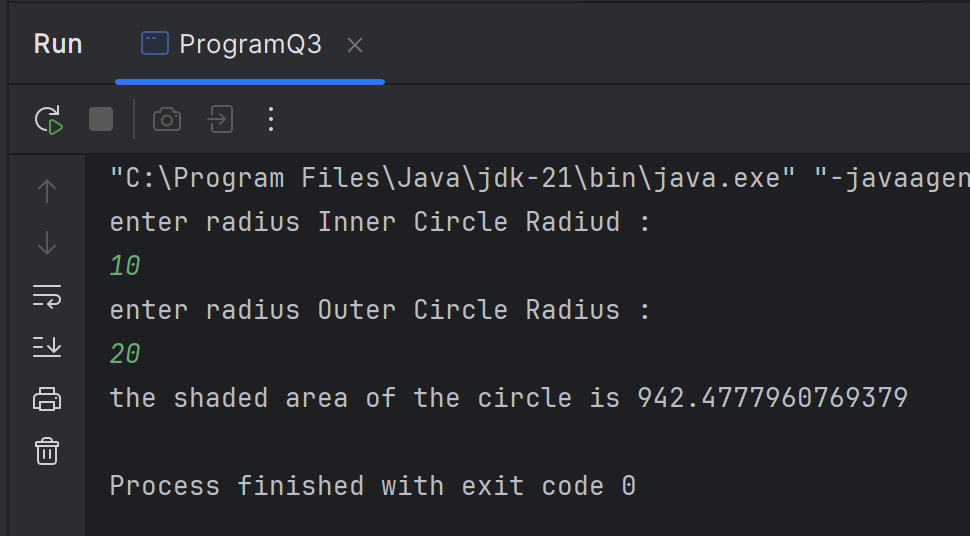 Run ProgramQ3
"C:\Program Files\Java\jdk-21\bin\java.exe" "-javaagen
enter radius Inner Circle Radiud :
10
enter radius Outer Circle Radius :
20
the shaded area of the circle is 942.4777960769379
Process finished with exit code 0